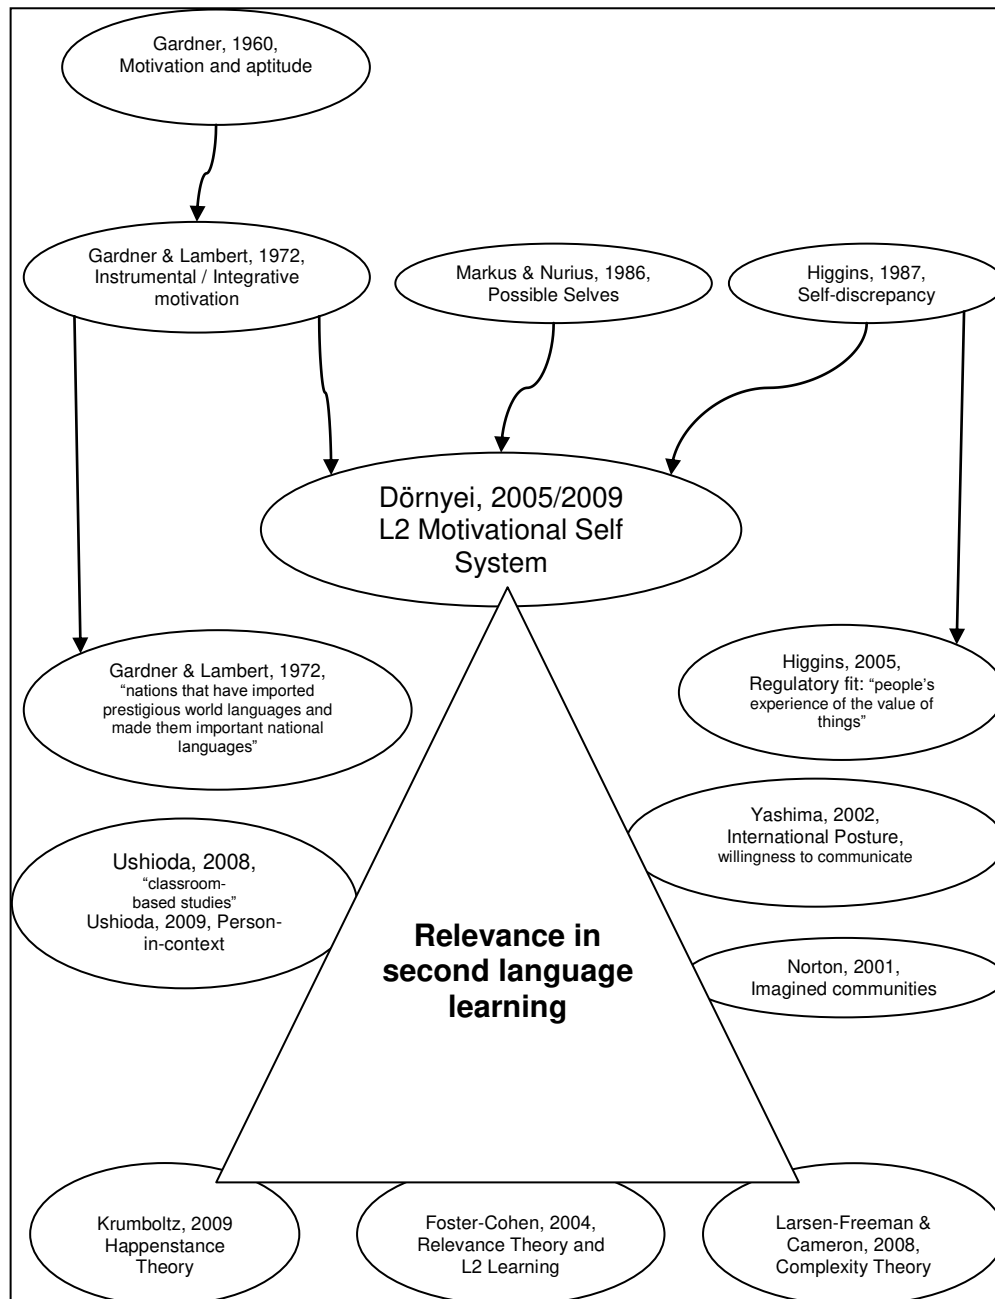 Gardner, 1960,
Motivation and aptitude
Gardner & Lambert, 1972,
Instrumental / Integrative
motivation
Markus & Nurius, 1986,
Possible Selves
Higgins, 1987,
Self-discrepancy
Dörnyei, 2005/2009
L2 Motivational Self
System
Gardner & Lambert, 1972,
“nations that have imported
prestigious world languages and
made them important national
languages”
Higgins, 2005,
Regulatory fit: “people’s
experience of the value of
things”
Yashima, 2002,
International Posture,
willingness to communicate
Ushioda, 2008,
“classroom-
based studies”
Ushioda, 2009, Person-
in-context
Relevance in
second language
learning
Norton, 2001,
Imagined communities
Krumboltz, 2009
Happenstance
Theory
Foster-Cohen, 2004,
Relevance Theory and
L2 Learning
Larsen-Freeman &
Cameron, 2008,
Complexity Theory